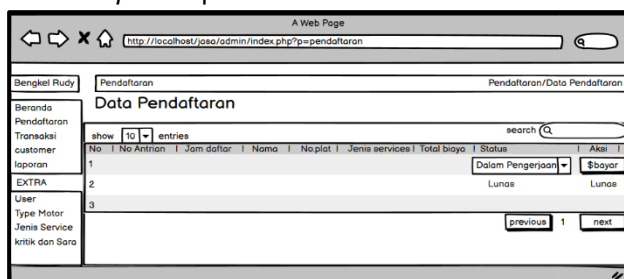 A Web Page
http://localhost/jasa/admin/index.php?p=pendaftaran
Bengkel Rudy
Pendaftaran
Pendaftaran/Data Pendaftaran
Beranda
Pendaftaran
Transaksi
customer
laporan
EXTRA
User
Type Motor
Jenis Service
kritik dan Sara
Data Pendaftaran
show 10 entries
search
No | No Antrian | Jam daftar | Nama | No.plat | Jenis services | Total biaya | Status | Aksi |
1 Dalam Pengerjaan $bayar
2 Lunas Lunas
3
previous 1 next